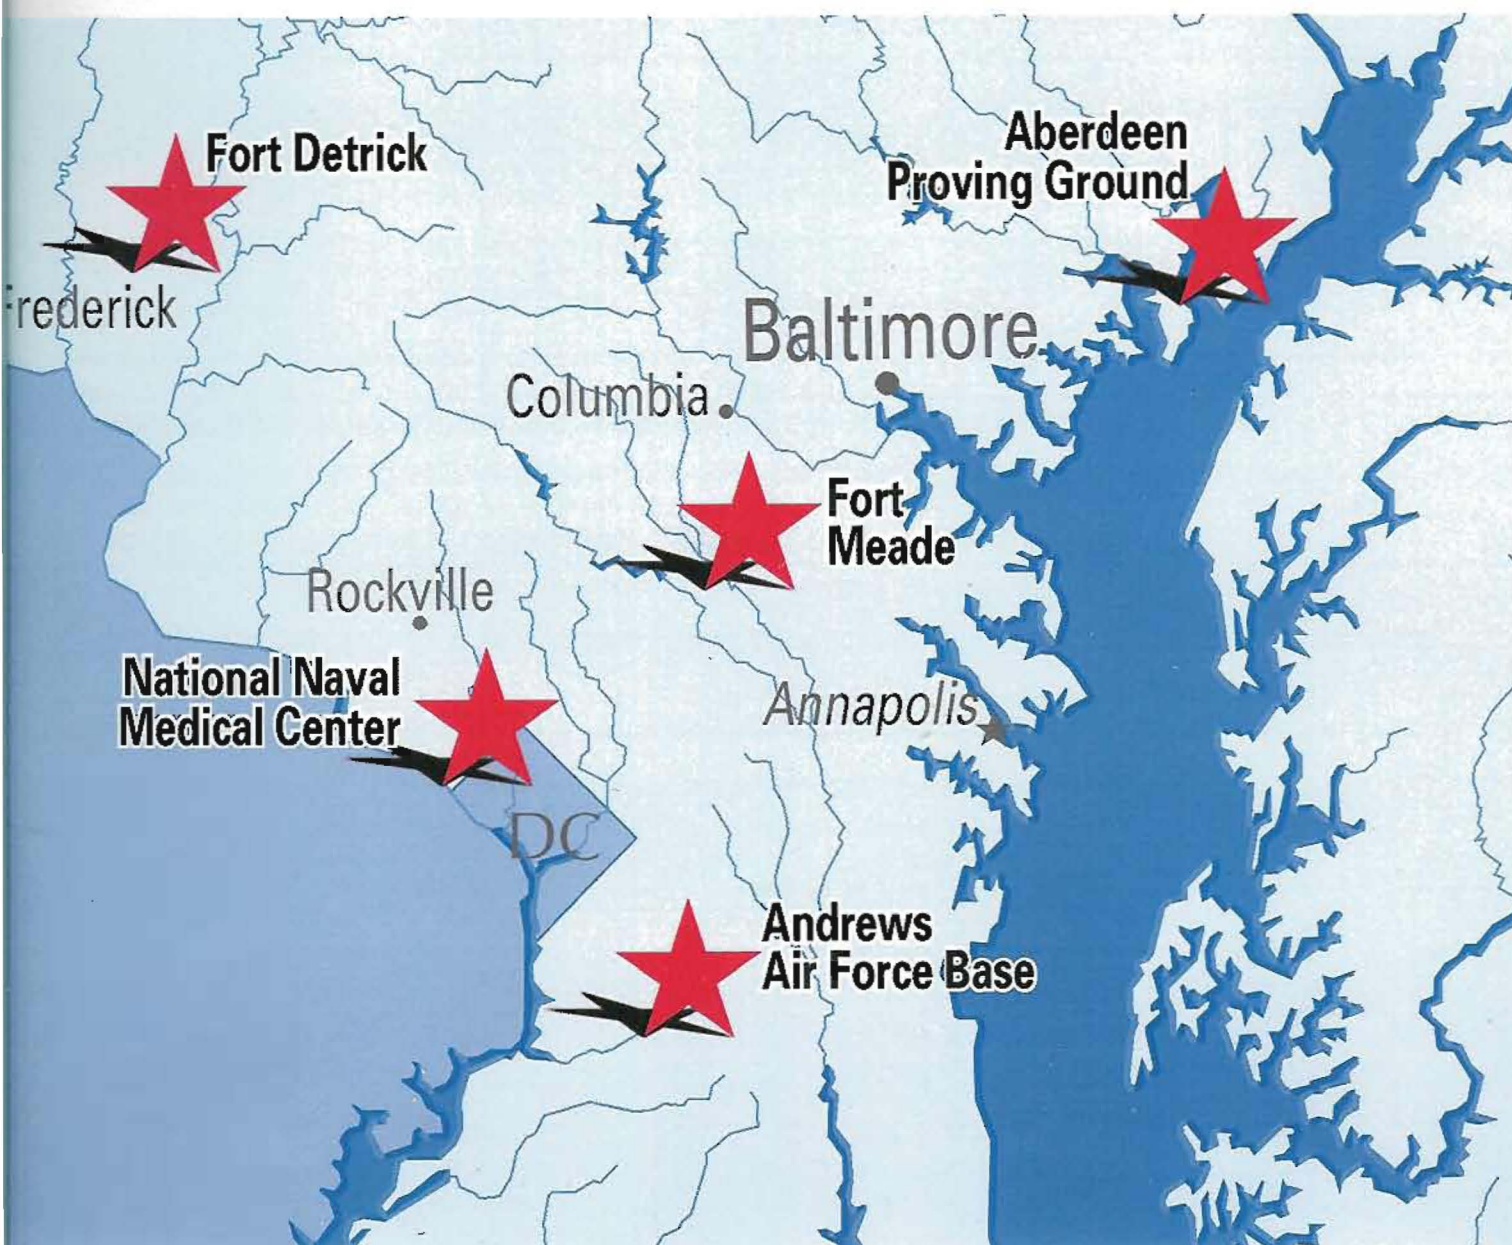 Fort Detrick
Aberdeen
Proving Ground
Frederick
Baltimore
Columbia
Fort
Meade
Rockville
National Naval
Medical Center
Annapolis
DC
Andrews
Air Force Base